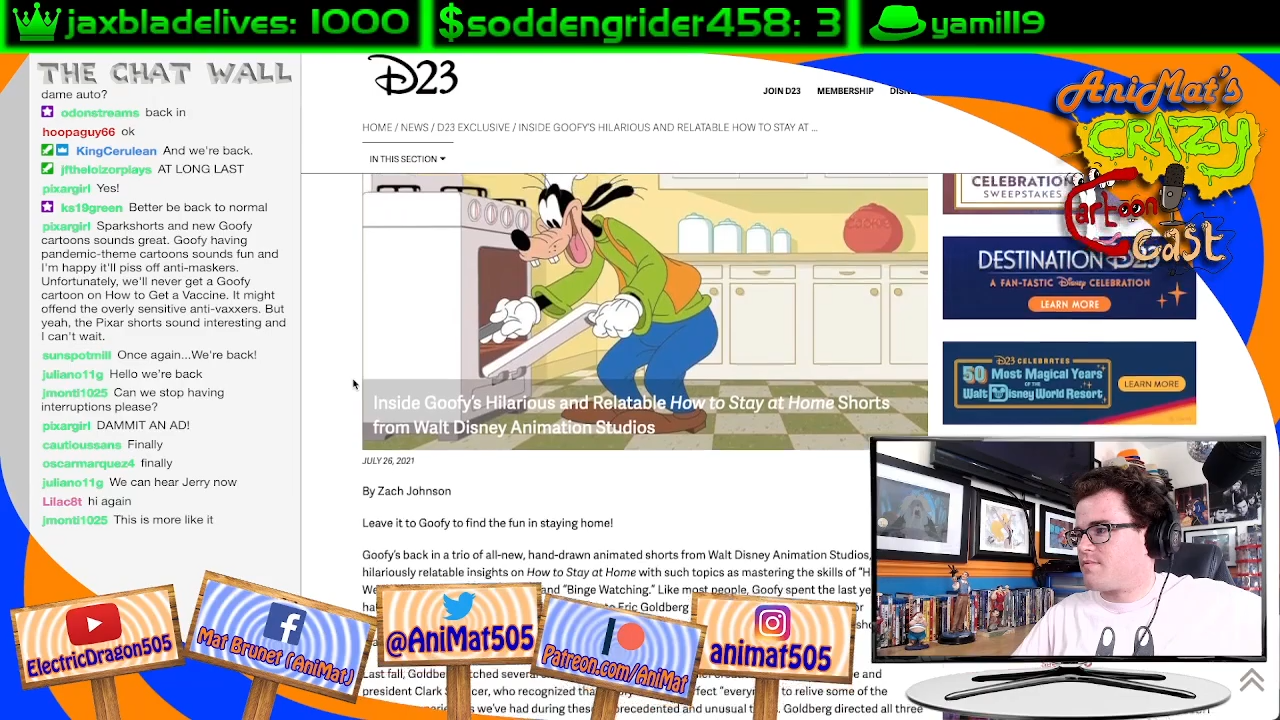 jaxbladelives: 1000
$soddengrider458: 3
yamill9
THE CHAT WALL
dame auto?
odonstreams back in
hoopaguy66 ok
KingCerulean And we're back.
jftheloizorplays AT LONG LAST
pixargirl Yes!
ks19green Better be back to normal
pixargirl Sparkshorts and new Goofy
cartoons sounds great. Goofy having
pandemic-theme cartoons sounds fun and
I'm happy it'll piss off anti-maskers.
Unfortunately, we'll never get a Goofy
cartoon on How to Get a Vaccine. It might
offend the overly sensitive anti-vaxxers. But
yeah, the Pixar shorts sound interesting and
I can't wait.
sunspotmill Once again...We're back!
juliano11g Hello we're back
jmonti1025 Can we stop having
interruptions please?
pixargirl DAMMIT AN AD!
cautioussans Finally
oscarmarquez4 finally
juliano11g We can hear Jerry now
Lilac8t hi again
jmonti1025 This is more like it
D23
JOIN D23 MEMBERSHIP
HOME / NEWS / D23 EXCLUSIVE / INSIDE GOOFY'S HILARIOUS AND RELATABLE HOW TO STAY AT ...
IN THIS SECTION
Inside Goofy's Hilarious and Relatable How to Stay at Home Shorts
from Walt Disney Animation Studios
JULY 26, 2021
By Zach Johnson
Leave it to Goofy to find the fun in staying home!
Goofy's back in a trio of all-new, hand-drawn animated shorts from Walt Disney Animation Studios,
hilariously relatable insights on How to Stay at Home with such topics as mastering the skills of "H
and "Binge Watching." Like most people, Goofy spent the last
Eric Goldberg
Last fall,
president Clark
who recognized that
to relive some of the
we've had during these
and unusual
Goldberg directed all three
AniMat's
CRAZY
Cartoon
Cast
CELEBRATION
SWEEPSTAKES
DESTINATION D23
A FAN-TASTIC Disney CELEBRATION
LEARN MORE
D23 CELEBRATES
50 Most Magical Years
OF THE
Walt Disney World Resort
LEARN MORE
ElectricDragon505
Mat Brunet (AniMat)
@AniMat505
Patreon.com/AniMat
animat505